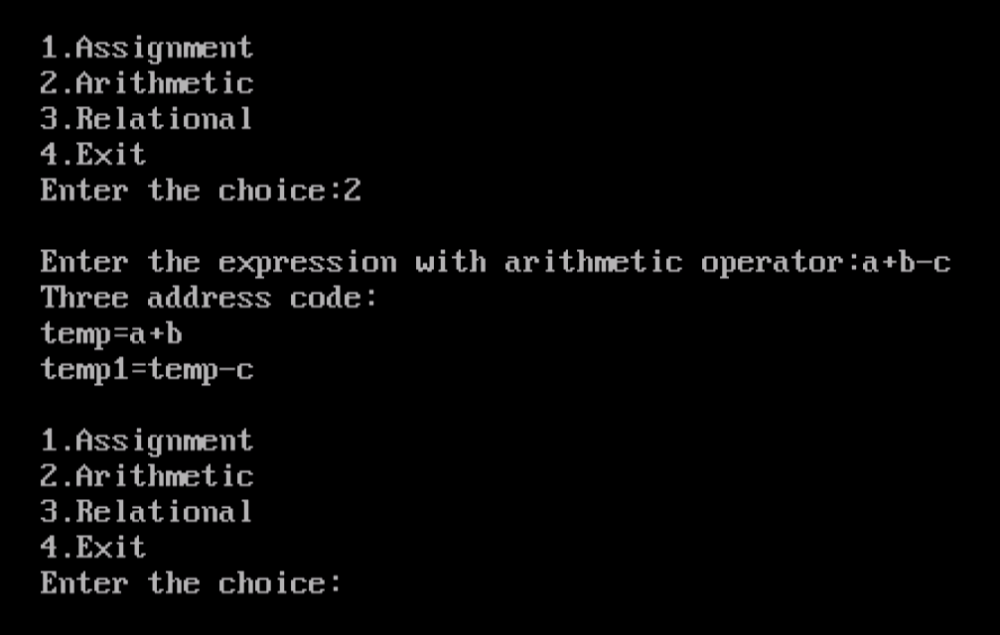 1.Assignment
2.Arithmetic
3.Relational
4.Exit
Enter the choice:2
Enter the expression with arithmetic operator:a+b-c
Three address code:
temp=a+b
temp1=temp-c
1.Assignment
2.Arithmetic
3.Relational
4.Exit
Enter the choice: